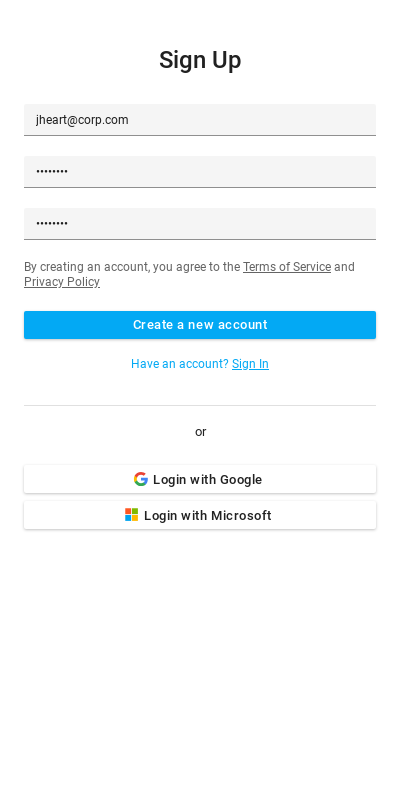 Sign Up
jheart@corp.com
••••••••
••••••••
By creating an account, you agree to the Terms of Service and
Privacy Policy
Create a new account
Have an account? Sign In
or
Login with Google
Login with Microsoft